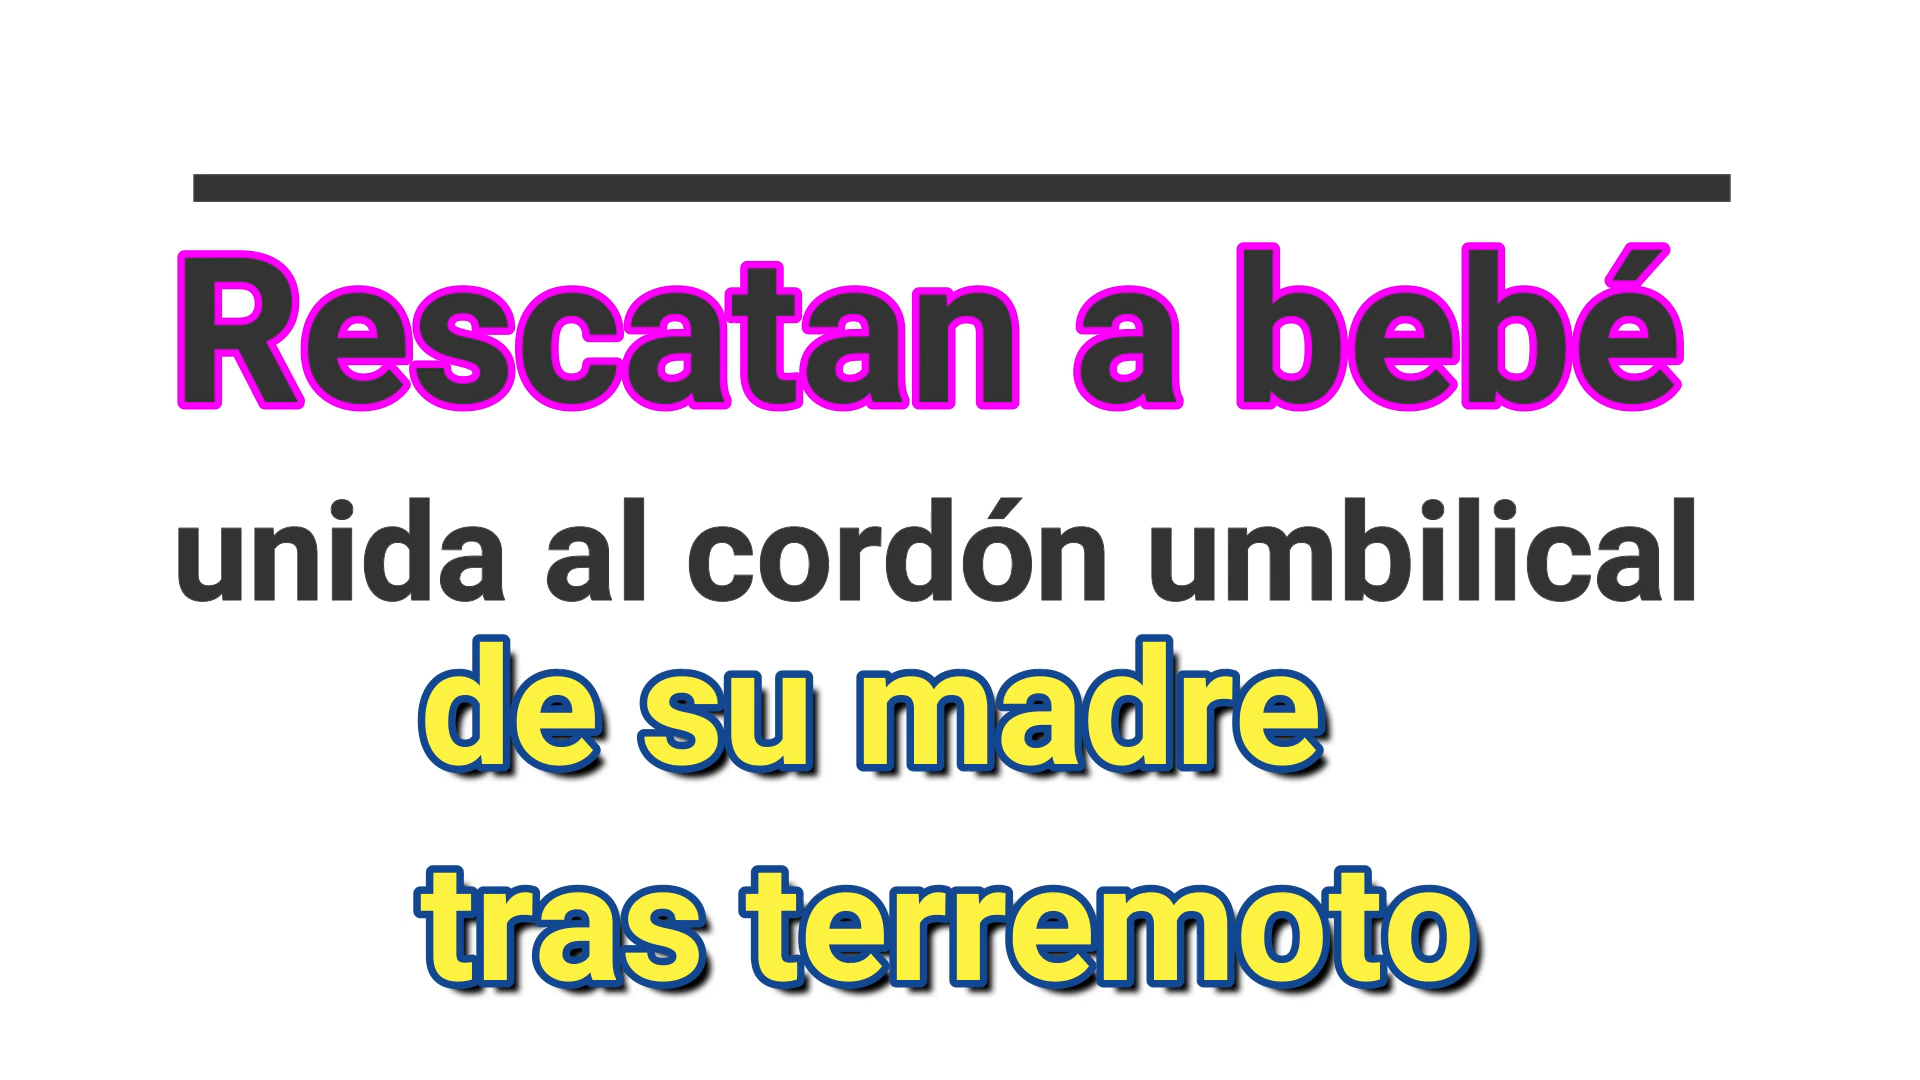 Rescatan a bebé
unida al cordón umbilical
de su madre
tras terremoto